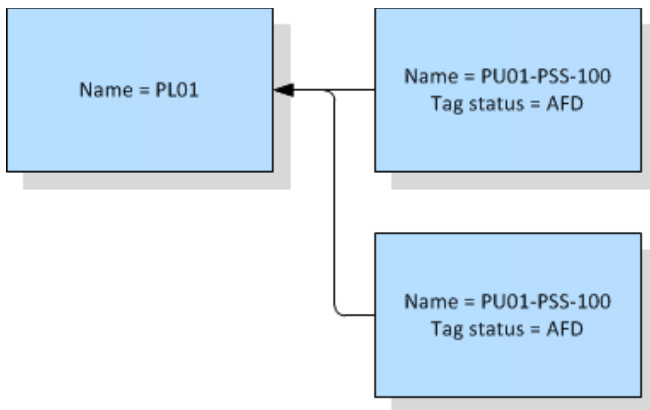 Name = PL01
Name = PU01-PSS-100
Tag status = AFD
Name = PU01-PSS-100
Tag status = AFD